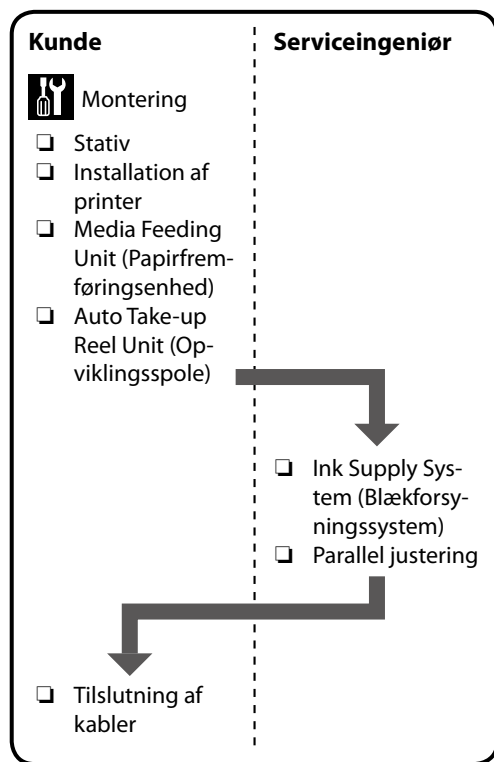 Kunde
Serviceingeniør
Montering
❏ Stativ
❏ Installation af
printer
❏ Media Feeding
Unit (Papirfrem-
føringsenhed)
❏ Auto Take-up
Reel Unit (Op-
viklingsspole)
❏ Ink Supply Sys-
tem (Blækforsy-
ningssystem)
❏ Parallel justering
❏ Tilslutning af
kabler